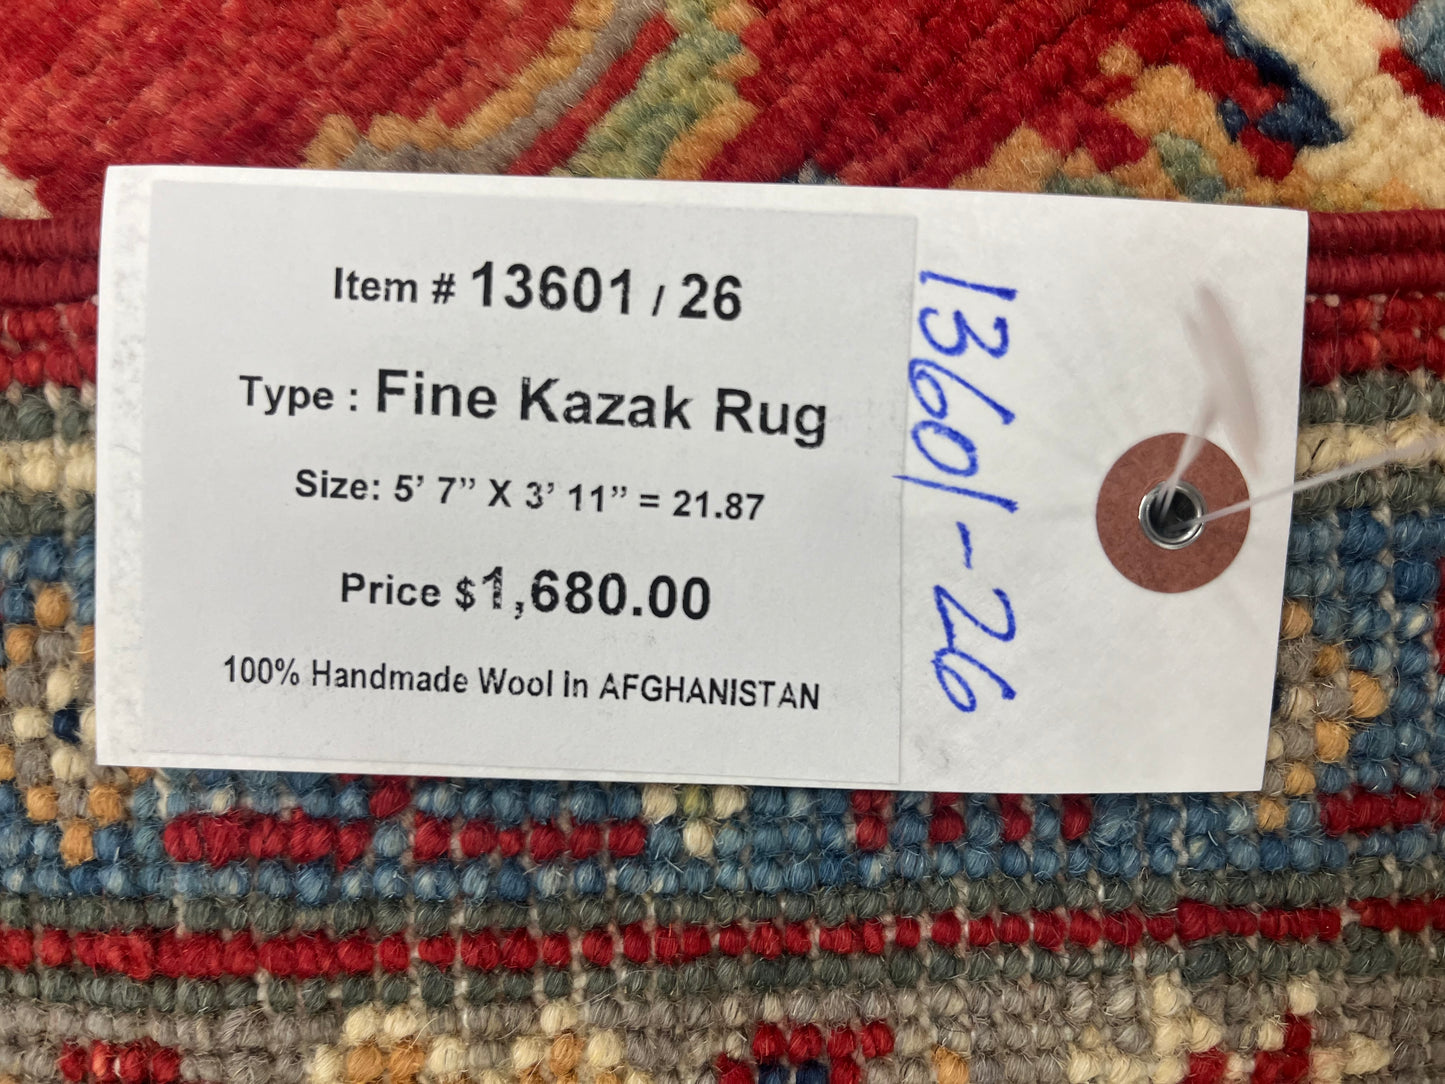 Item # 13601 / 26
Type : Fine Kazak Rug
Size: 5’ 7” X 3’ 11” = 21.87
Price $1,680.00
100% Handmade Wool in AFGHANISTAN
13601-26